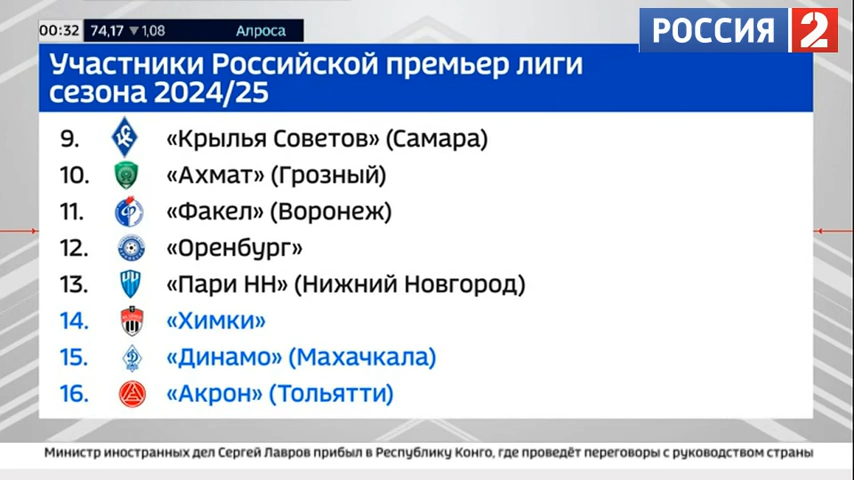 00:32 74,17 ▼1,08 Алроса
РОССИЯ 2
Участники Российской премьер лиги
сезона 2024/25
9. «Крылья Советов» (Самара)
10. «Ахмат» (Грозный)
11. «Факел» (Воронеж)
12. «Оренбург»
13. «Пари НН» (Нижний Новгород)
14. «Химки»
15. «Динамо» (Махачкала)
16. «Акрон» (Тольятти)
Министр иностранных дел Сергей Лавров прибыл в Республику Конго, где проведёт переговоры с руководством страны